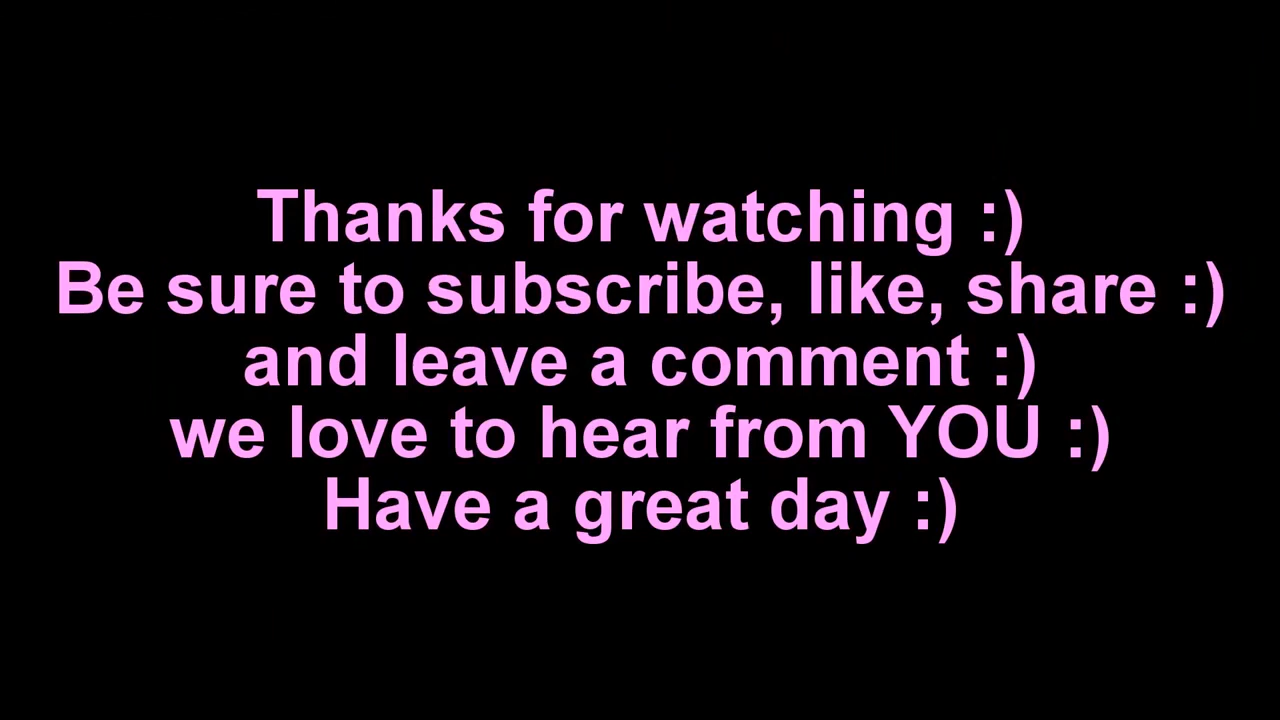 Thanks for watching :)
Be sure to subscribe, like, share :)
and leave a comment :)
we love to hear from YOU :)
Have a great day :)